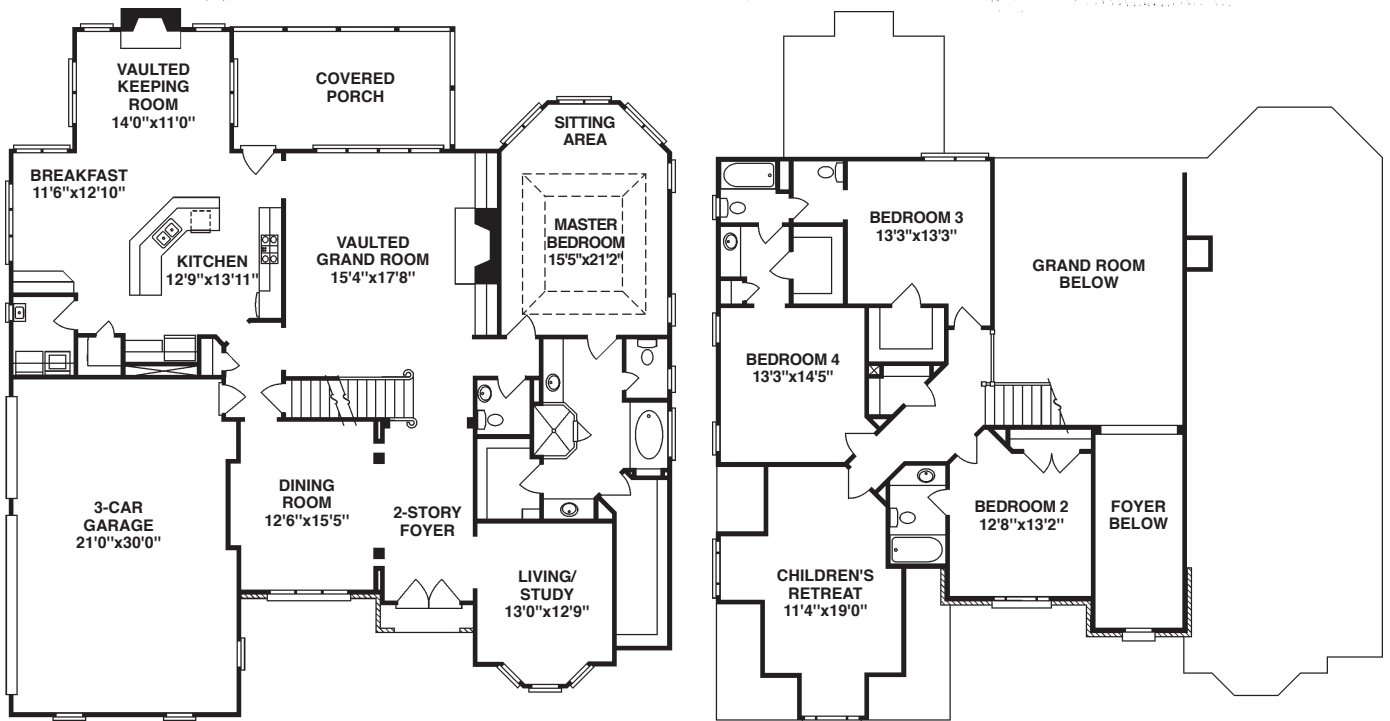 VAULTED
KEEPING
ROOM
14'0"x11'0"
COVERED
PORCH
SITTING
AREA
BREAKFAST
11'6"x12'10"
KITCHEN
12'9"x13'11"
VAULTED
GRAND ROOM
15'4"x17'8"
MASTER
BEDROOM
15'5"x21'2"
3-CAR
GARAGE
21'0"x30'0"
DINING
ROOM
12'6"x15'5"
2-STORY
FOYER
LIVING/
STUDY
13'0"x12'9"
BEDROOM 3
13'3"x13'3"
GRAND ROOM
BELOW
BEDROOM 4
13'3"x14'5"
BEDROOM 2
12'8"x13'2"
FOYER
BELOW
CHILDREN'S
RETREAT
11'4"x19'0"